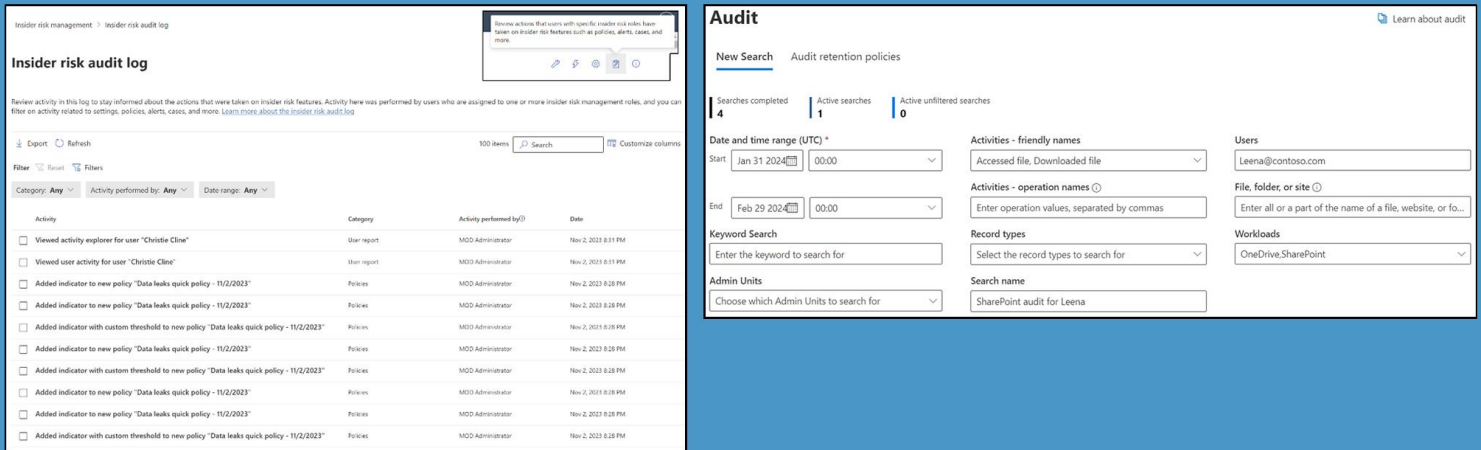 Insider risk management > Insider risk audit log
Review actions that users with specific insider risk roles have
taken on insider risk features such as policies, alerts, cases, and
more.
Insider risk audit log
Review activity in this log to stay informed about the actions that were taken on insider risk features. Activity here was performed by users who are assigned to one or more insider risk management roles, and you can
filter on activity related to settings, policies, alerts, cases, and more. Learn more about the insider risk audit log
Export Refresh 100 items Search Customize columns
Filter Reset Filters
Category: Any Activity performed by: Any Date range: Any
Activity Category Activity performed by Date
Viewed activity explorer for user "Christie Cline" User report MOD Administrator Nov 2, 2023 8:31 PM
Viewed user activity for user "Christie Cline" User report MOD Administrator Nov 2, 2023 8:31 PM
Added indicator to new policy "Data leaks quick policy - 11/2/2023" Policies MOD Administrator Nov 2, 2023 8:28 PM
Added indicator to new policy "Data leaks quick policy - 11/2/2023" Policies MOD Administrator Nov 2, 2023 8:28 PM
Added indicator with custom threshold to new policy "Data leaks quick policy - 11/2/2023" Policies MOD Administrator Nov 2, 2023 8:28 PM
Added indicator to new policy "Data leaks quick policy - 11/2/2023" Policies MOD Administrator Nov 2, 2023 8:28 PM
Added indicator with custom threshold to new policy "Data leaks quick policy - 11/2/2023" Policies MOD Administrator Nov 2, 2023 8:28 PM
Added indicator to new policy "Data leaks quick policy - 11/2/2023" Policies MOD Administrator Nov 2, 2023 8:28 PM
Added indicator to new policy "Data leaks quick policy - 11/2/2023" Policies MOD Administrator Nov 2, 2023 8:28 PM
Added indicator with custom threshold to new policy "Data leaks quick policy - 11/2/2023" Policies MOD Administrator Nov 2, 2023 8:28 PM
Audit Learn about audit
New Search Audit retention policies
Searches completed Active searches Active unfiltered searches
4 1 0
Date and time range (UTC) * Activities - friendly names Users
Start Jan 31 2024 00:00 Accessed file, Downloaded file Leena@contoso.com
Activities - operation names File, folder, or site
End Feb 29 2024 00:00 Enter operation values, separated by commas Enter all or a part of the name of a file, website, or fo...
Keyword Search Record types Workloads
Enter the keyword to search for Select the record types to search for OneDrive,SharePoint
Admin Units Search name
Choose which Admin Units to search for SharePoint audit for Leena